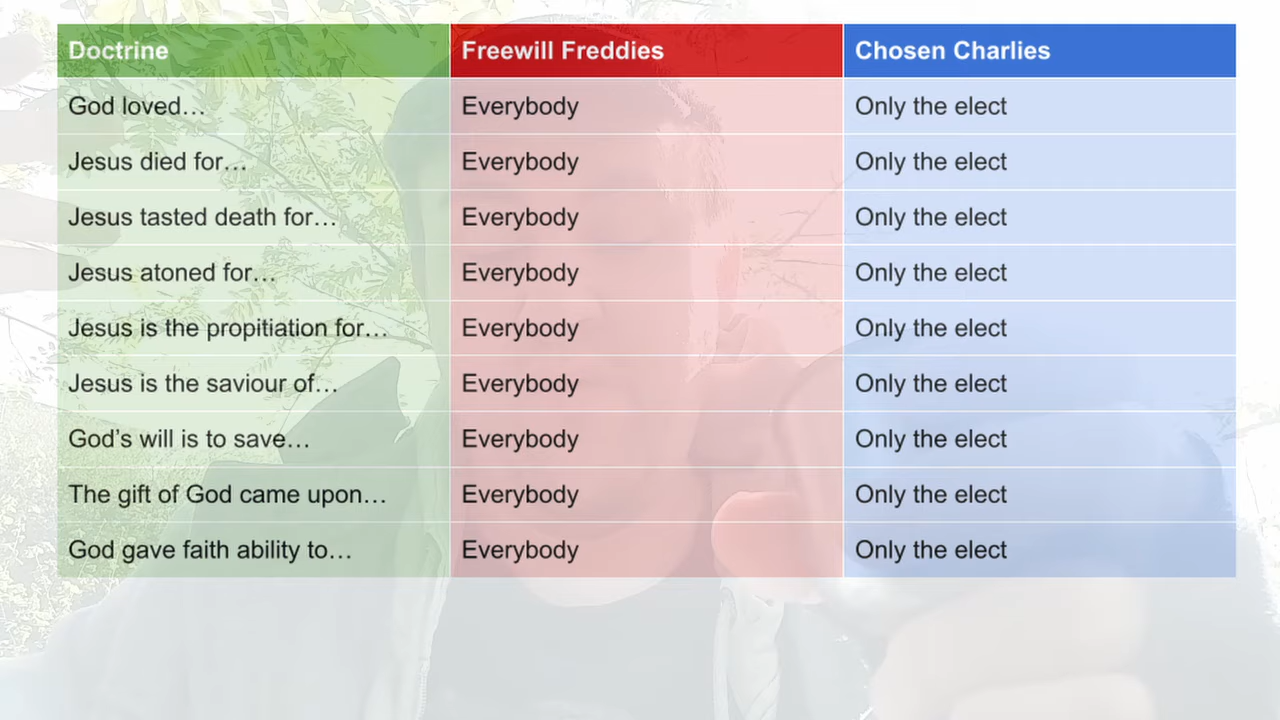 Doctrine Freewill Freddies Chosen Charlies
God loved… Everybody Only the elect
Jesus died for… Everybody Only the elect
Jesus tasted death for… Everybody Only the elect
Jesus atoned for… Everybody Only the elect
Jesus is the propitiation for… Everybody Only the elect
Jesus is the saviour of… Everybody Only the elect
God’s will is to save… Everybody Only the elect
The gift of God came upon… Everybody Only the elect
God gave faith ability to… Everybody Only the elect